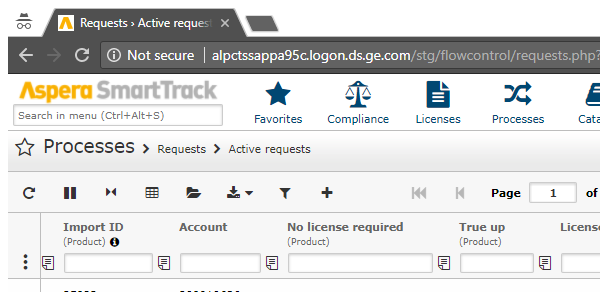 Requests › Active request
Not secure | alpctssappa95c.logon.ds.ge.com/stg/flowcontrol/requests.php?
Aspera SmartTrack
Search in menu (Ctrl+Alt+S)
Favorites Compliance Licenses Processes Cata
Processes › Requests › Active requests
Page 1 of
Import ID Account No license required True up License
(Product) (Product) (Product)